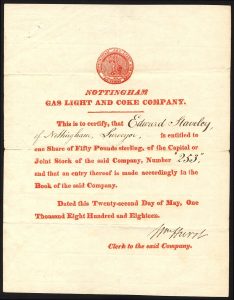 NOTTINGHAM
GAS LIGHT AND COKE COMPANY.
This is to certify, that Edward Staveley
of Nottingham, Surveyor, is entitled to
one Share of Fifty Pounds sterling, of the Capital or
Joint Stock of the said Company, Number "253"
and that an entry thereof is made accordingly in the
Book of the said Company.
Dated this Twenty-second Day of May, One
Thousand Eight Hundred and Eighteen.
Wm Hurst
Clerk to the said Company.